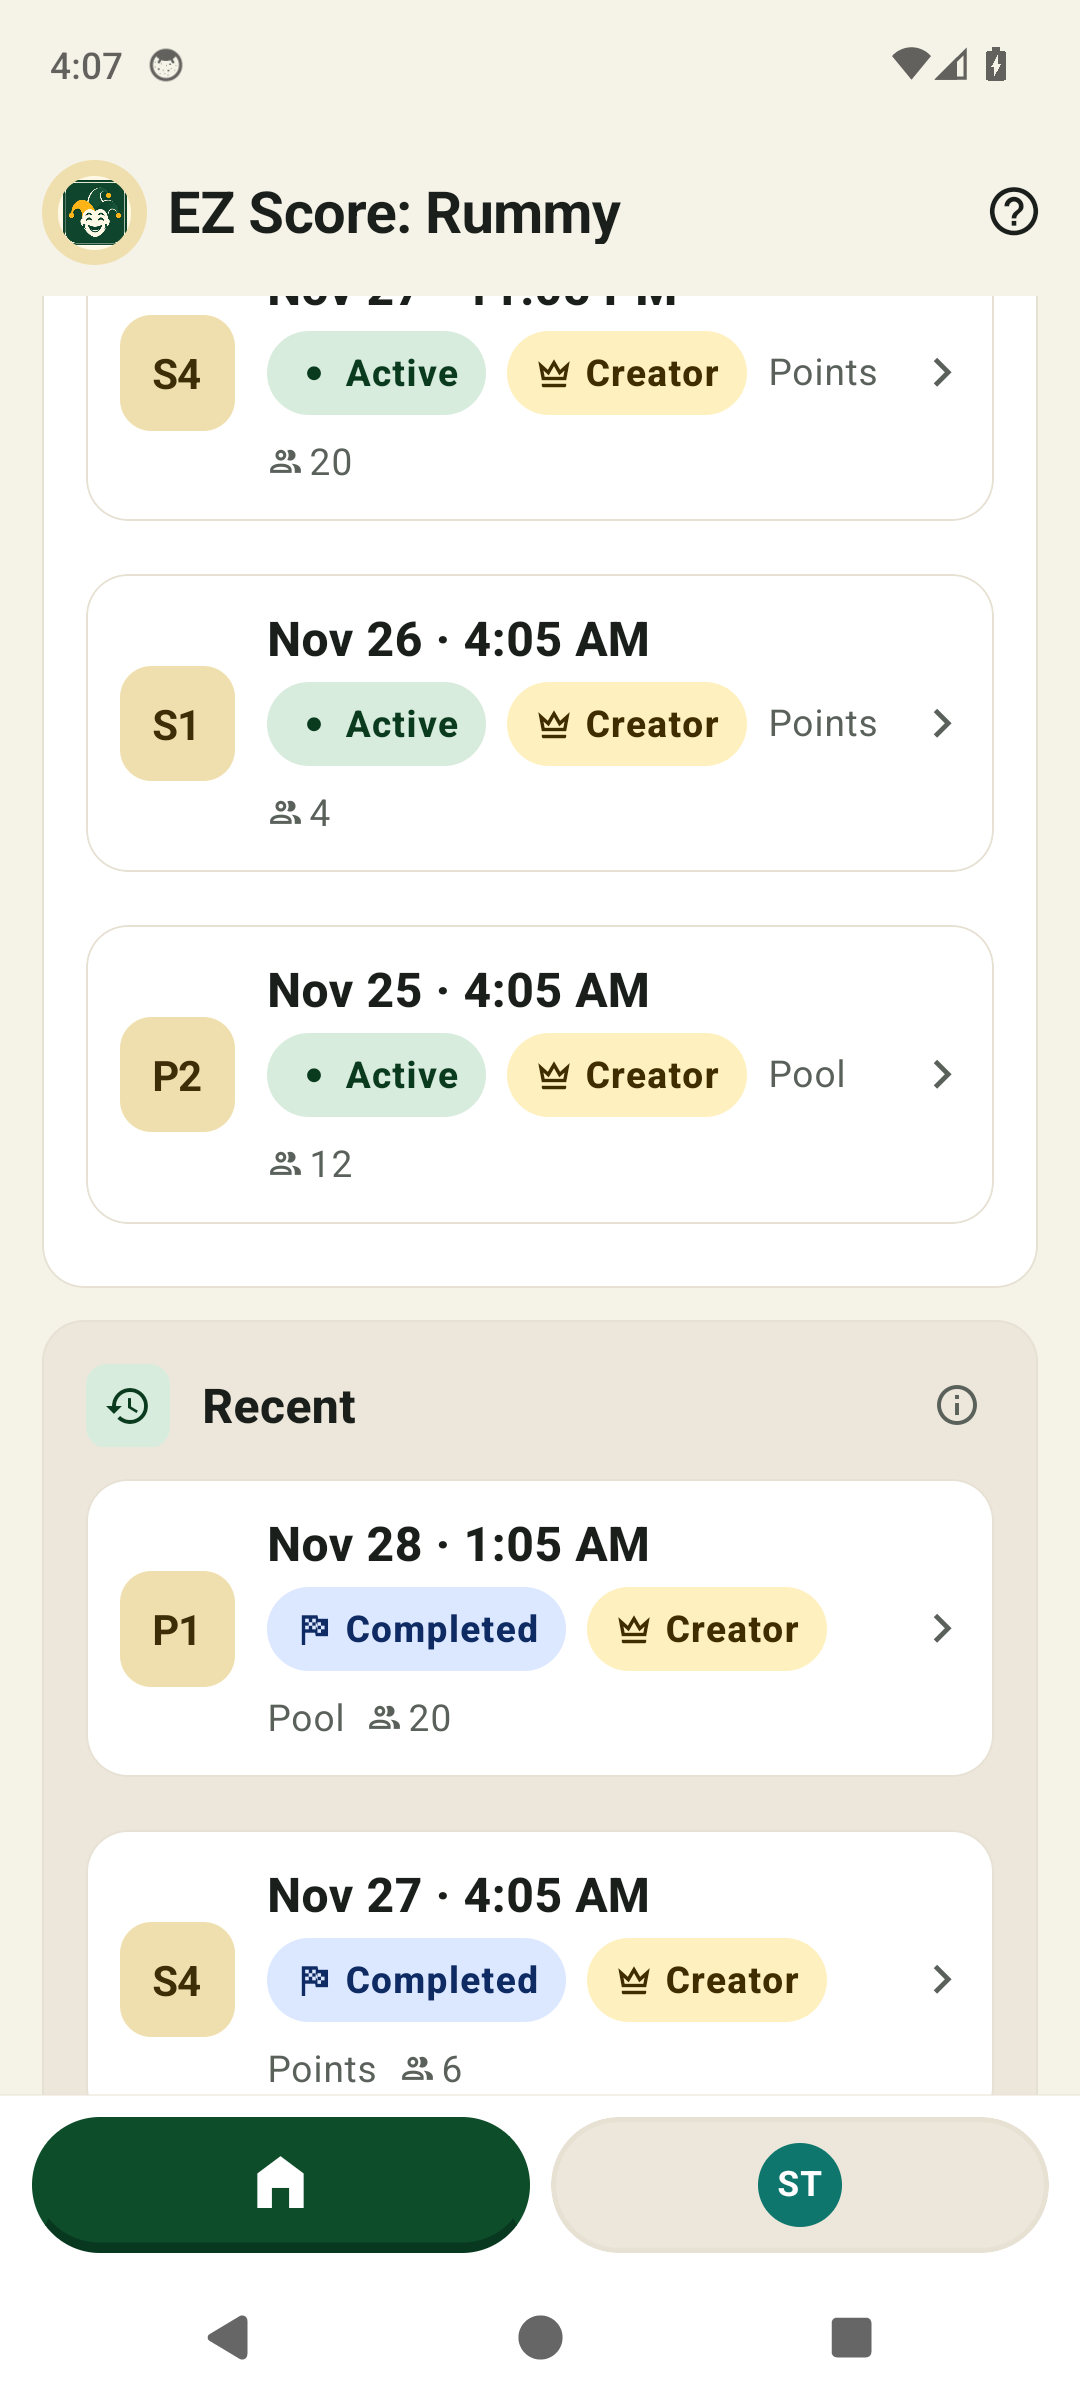 4:07
EZ Score: Rummy
S4
Active
Creator
Points
20
Nov 26 · 4:05 AM
S1
Active
Creator
Points
4
Nov 25 · 4:05 AM
P2
Active
Creator
Pool
12
Recent
Nov 28 · 1:05 AM
P1
Completed
Creator
Pool
20
Nov 27 · 4:05 AM
S4
Completed
Creator
Points
6
ST